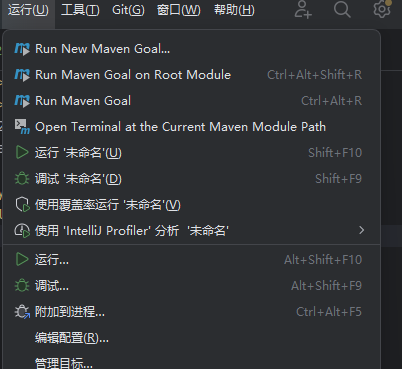 运行(U) 工具(T) Git(G) 窗口(W) 帮助(H)
Run New Maven Goal...
Run Maven Goal on Root Module Ctrl+Alt+Shift+R
Run Maven Goal Ctrl+Alt+R
Open Terminal at the Current Maven Module Path
运行 '未命名'(U) Shift+F10
调试 '未命名'(D) Shift+F9
使用覆盖率运行 '未命名'(V)
使用 'IntelliJ Profiler' 分析 '未命名'
运行... Alt+Shift+F10
调试... Alt+Shift+F9
附加到进程... Ctrl+Alt+F5
编辑配置(R)...
管理目标...